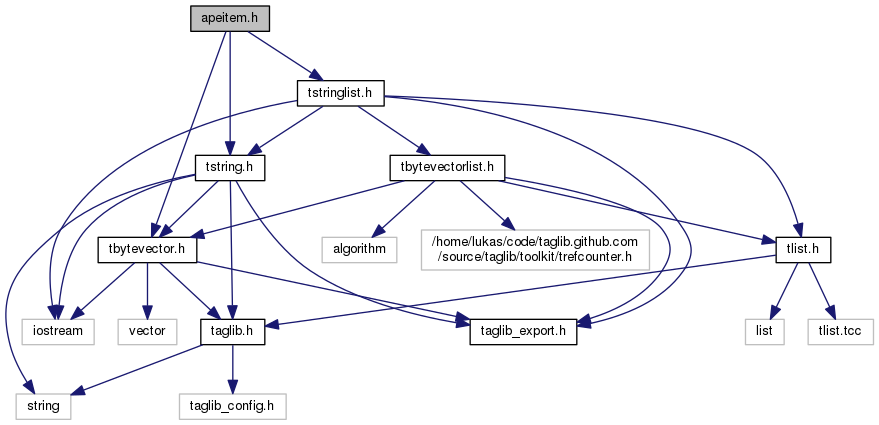 apeitem.h
tstringlist.h
tstring.h
tbytevectorlist.h
tbytevector.h
algorithm
/home/lukas/code/taglib.github.com
/source/taglib/toolkit/trefcounter.h
tlist.h
iostream
vector
taglib.h
taglib_export.h
list
tlist.tcc
string
taglib_config.h